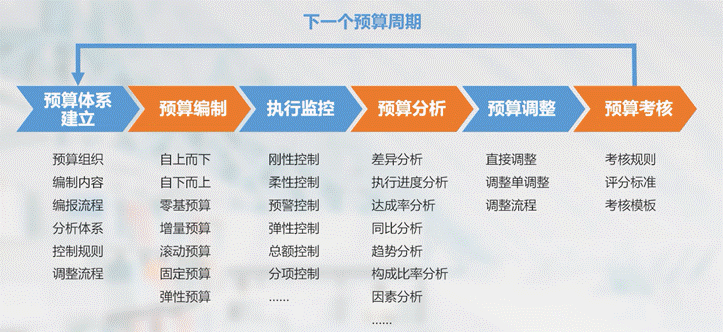 下一个预算周期
预算体系
建立
预算编制
执行监控
预算分析
预算调整
预算考核
预算组织
编制内容
编报流程
分析体系
控制规则
调整流程
自上而下
自下而上
零基预算
增量预算
滚动预算
固定预算
弹性预算
刚性控制
柔性控制
预警控制
弹性控制
总额控制
分项控制
......
差异分析
执行进度分析
达成率分析
同比分析
趋势分析
构成比率分析
因素分析
......
直接调整
调整单调整
调整流程
考核规则
评分标准
考核模板